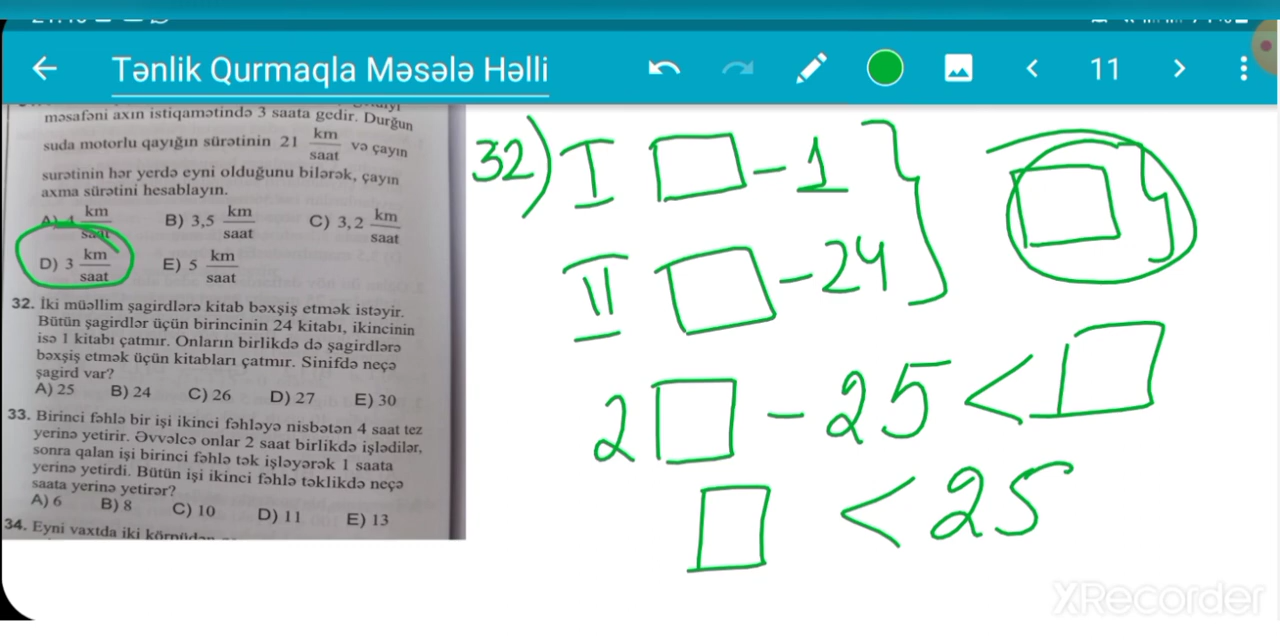 Tənlik Qurmaqla Məsələ Həlli
11
məsafəni axın istiqamətində 3 saata gedir. Durğun
suda motorlu qayığın sürətinin 21 km/saat və çayın
surətinin hər yerdə eyni olduğunu bilərək, çayın
axma sürətini hesablayın.
A) 4 km/saat B) 3,5 km/saat C) 3,2 km/saat
D) 3 km/saat E) 5 km/saat
32. İki müəllim şagirdlərə kitab bəxşiş etmək istəyir.
Bütün şagirdlər üçün birincinin 24 kitabı, ikincinin
isə 1 kitabı çatmır. Onların birlikdə də şagirdlərə
bəxşiş etmək üçün kitabları çatmır. Sinifdə neçə
şagird var?
A) 25 B) 24 C) 26 D) 27 E) 30
33. Birinci fəhlə bir işi ikinci fəhləyə nisbətən 4 saat tez
yerinə yetirir. Əvvəlcə onlar 2 saat birlikdə işlədilər,
sonra qalan işi birinci fəhlə tək işləyərək 1 saata
yerinə yetirdi. Bütün işi ikinci fəhlə təklikdə neçə
saata yerinə yetirər?
A) 6 B) 8 C) 10 D) 11 E) 13
34. Eyni vaxtda iki
32) I □ - 1
II □ - 24
2□ - 25 < □
□ < 25
XRecorder